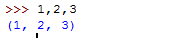 >>> 1,2,3
(1, 2, 3)